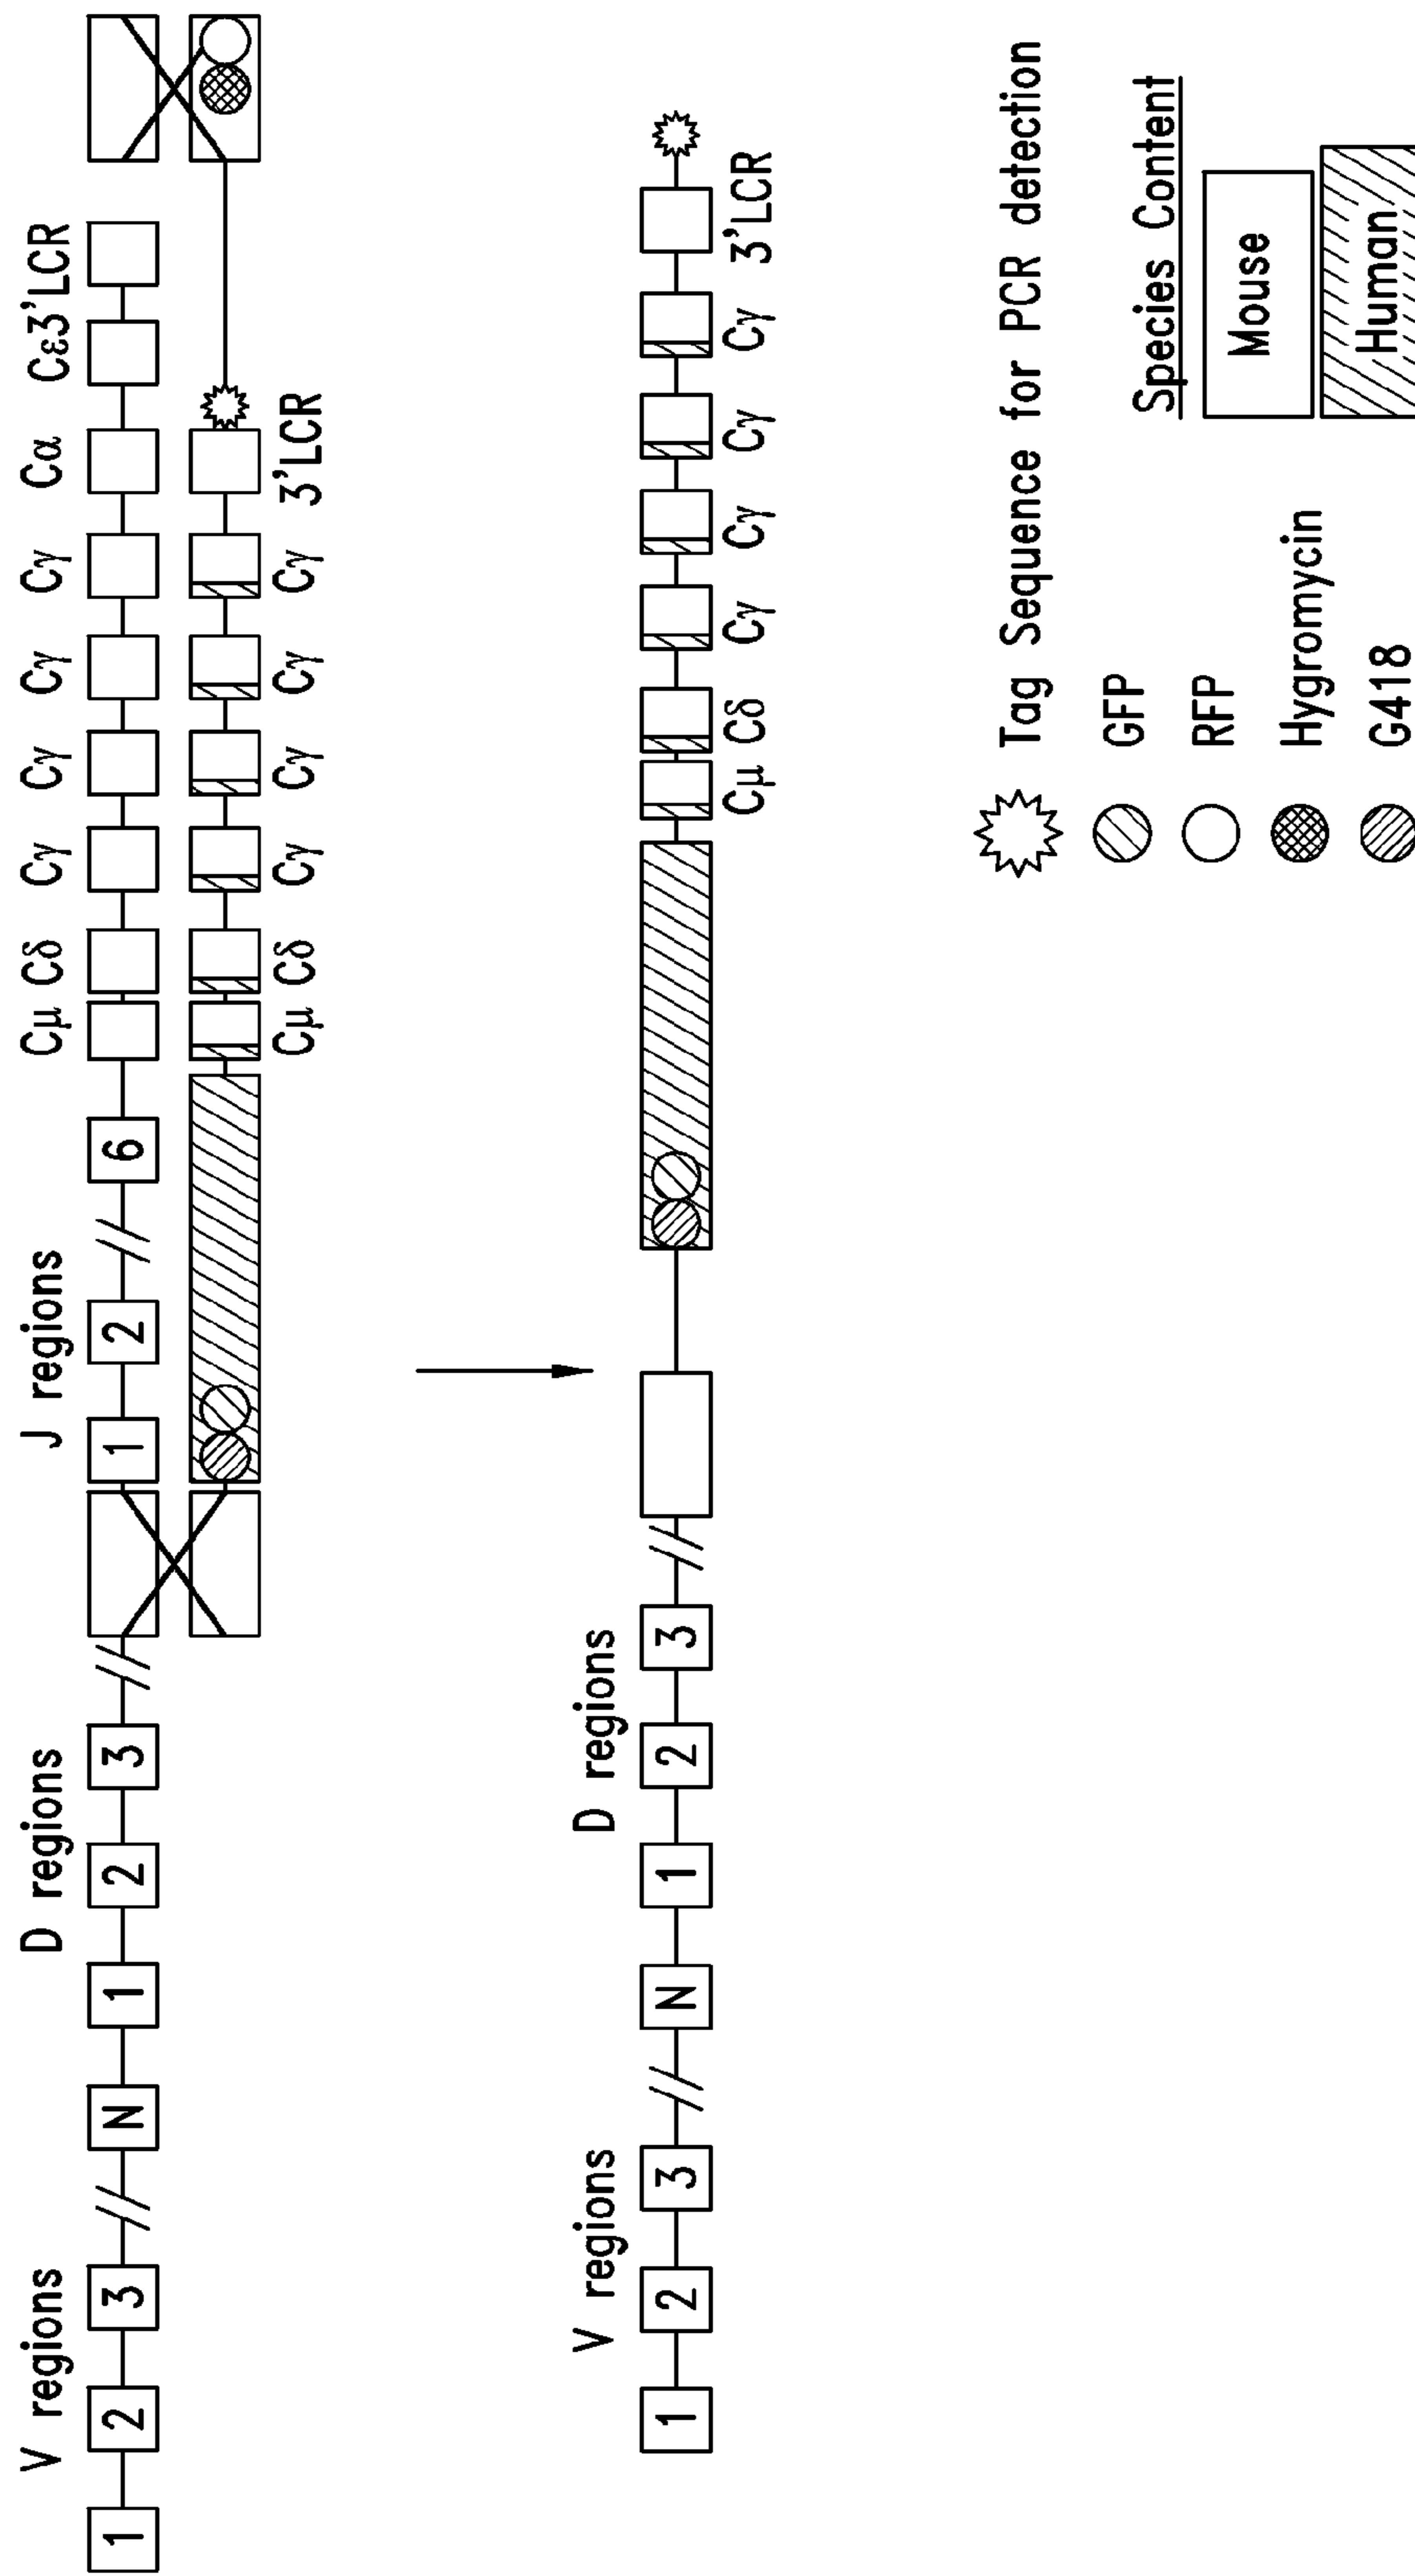 V regions D regions J regions Cμ Cδ Cγ Cγ Cγ Cγ Cα Cε3'LCR
1 2 3 // N 1 2 3 // 1 2 // 6
Cμ Cδ Cγ Cγ Cγ Cγ 3'LCR
V regions D regions
1 2 3 // N 1 2 3 //
Cμ Cδ Cγ Cγ Cγ Cγ 3'LCR
Tag Sequence for PCR detection
GFP
RFP
Hygromycin
G418
Species Content
Mouse
Human